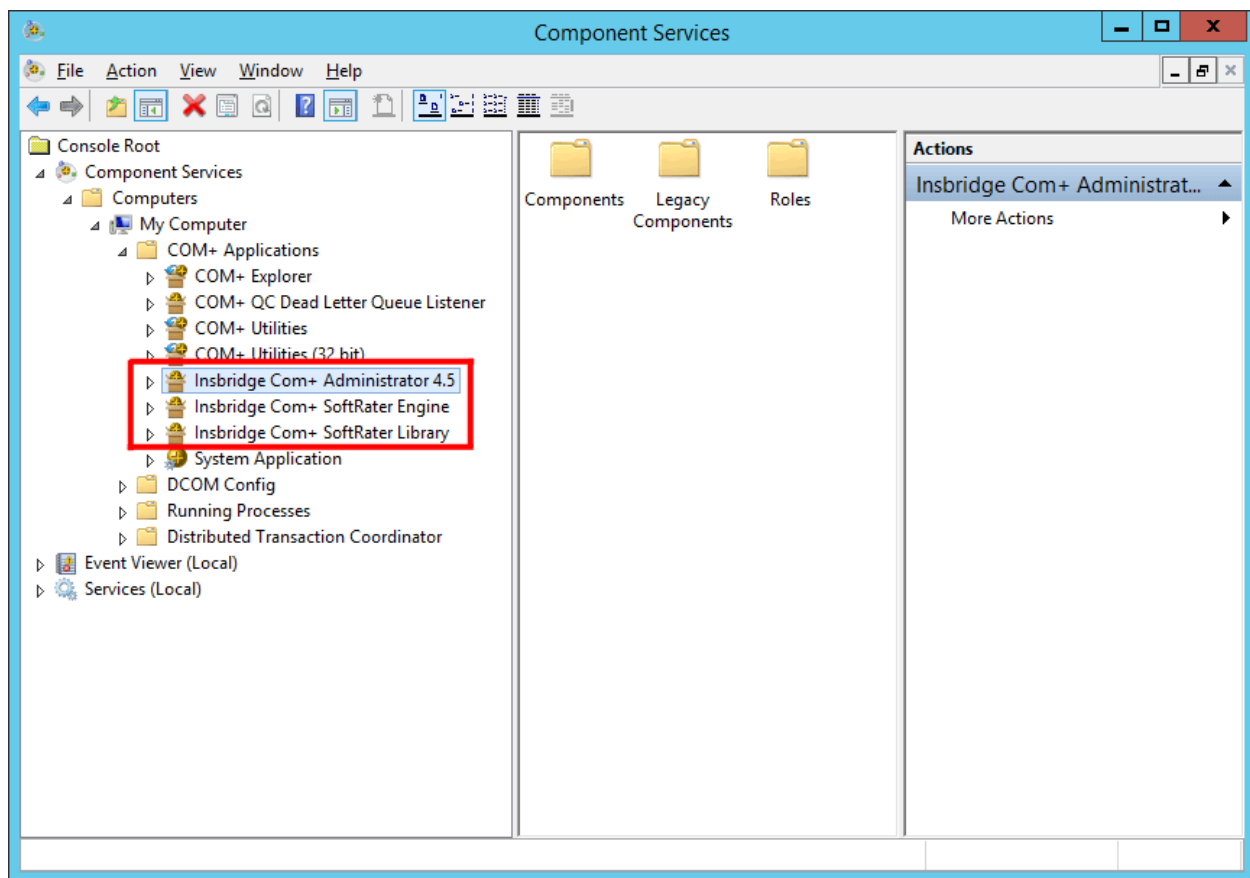 Component Services
File Action View Window Help
Console Root
Component Services
Computers
My Computer
COM+ Applications
COM+ Explorer
COM+ QC Dead Letter Queue Listener
COM+ Utilities
COM+ Utilities (32 bit)
Insbridge Com+ Administrator 4.5
Insbridge Com+ SoftRater Engine
Insbridge Com+ SoftRater Library
System Application
DCOM Config
Running Processes
Distributed Transaction Coordinator
Event Viewer (Local)
Services (Local)
Components
Legacy
Components
Roles
Actions
Insbridge Com+ Administrat...
More Actions